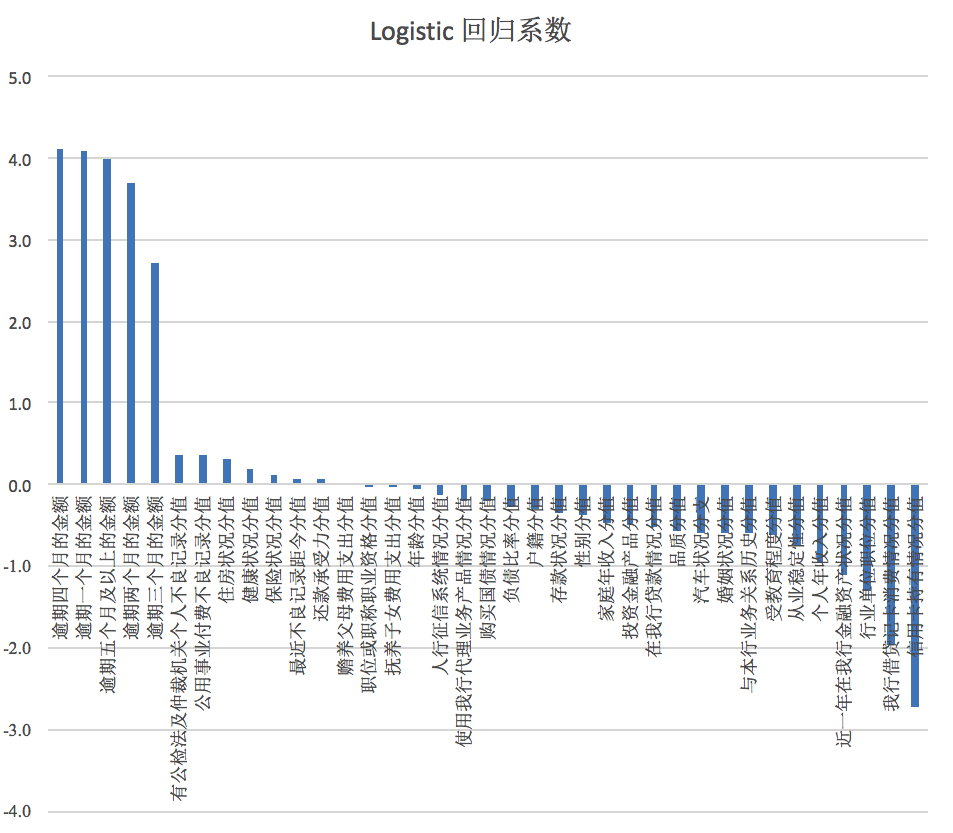 Logistic 回归系数
5.0
4.0
3.0
2.0
1.0
0.0
-1.0
-2.0
-3.0
-4.0
逾期四个月的金额
逾期一个月的金额
逾期五个月及以上的金额
逾期两个月的金额
逾期三个月的金额
有公检法及仲裁机关个人不良记录分值
公用事业付费不良记录分值
住房状况分值
健康状况分值
保险状况分值
最近不良记录距今分值
还款承受力分值
赡养父母费用支出分值
职位或职称职业资格分值
抚养子女费用支出分值
年龄分值
人行征信系统情况分值
使用我行代理业务产品情况分值
购买国债情况分值
负债比率分值
户籍分值
存款状况分值
性别分值
家庭年收入分值
投资金融产品分值
在我行贷款情况分值
品质分值
汽车状况分支
婚姻状况分值
与本行业务关系历史分值
受教育程度分值
从业稳定性分值
个人年收入分值
近一年在我行金融资产状况分值
行业单位职位分值
我行借贷记卡消费情况分值
信用卡持有情况分值